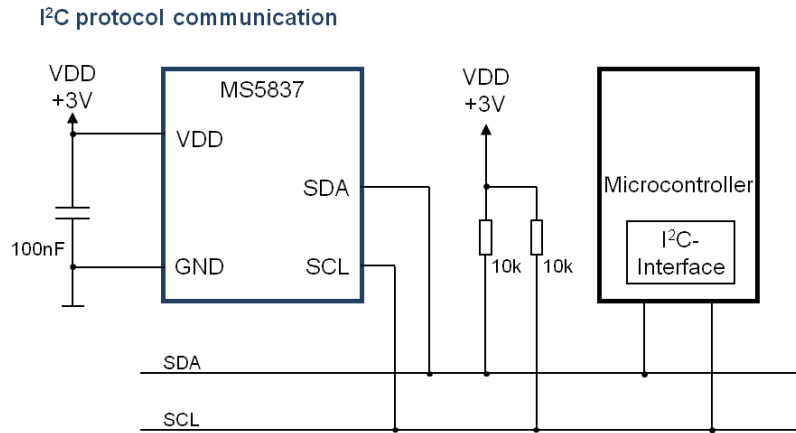 I²C protocol communication
VDD
+3V
MS5837
VDD
SDA
100nF
GND
SCL
VDD
+3V
10k
10k
Microcontroller
I²C-
Interface
SDA
SCL